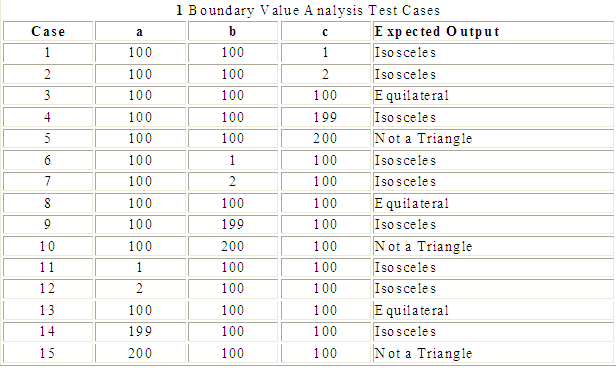 1 Boundary Value Analysis Test Cases
Case a b c Expected Output
1 100 100 1 Isosceles
2 100 100 2 Isosceles
3 100 100 100 Equilateral
4 100 100 199 Isosceles
5 100 100 200 Not a Triangle
6 100 1 100 Isosceles
7 100 2 100 Isosceles
8 100 100 100 Equilateral
9 100 199 100 Isosceles
10 100 200 100 Not a Triangle
11 1 100 100 Isosceles
12 2 100 100 Isosceles
13 100 100 100 Equilateral
14 199 100 100 Isosceles
15 200 100 100 Not a Triangle